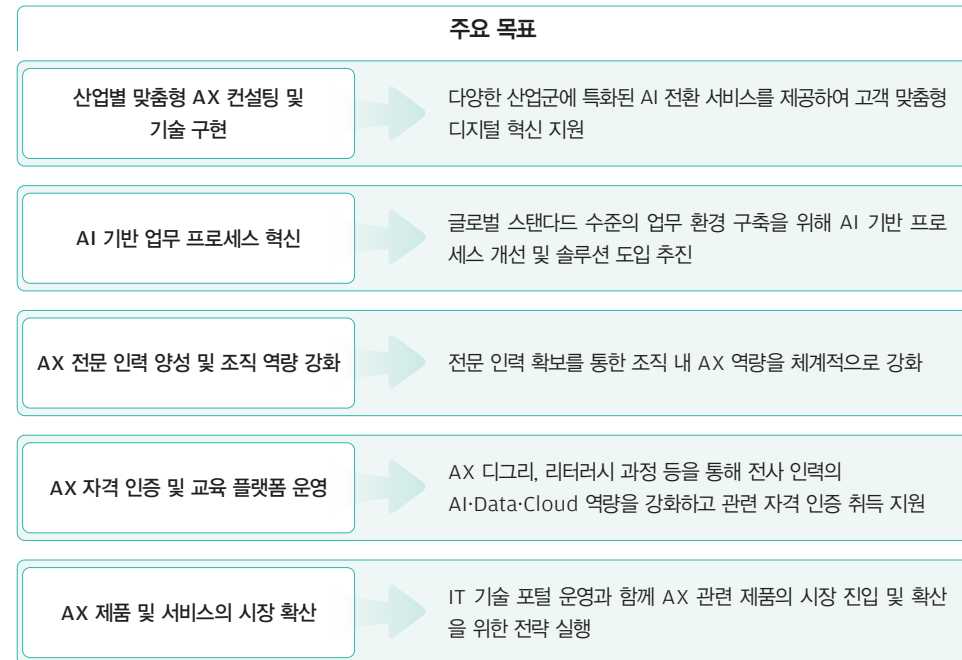 주요 목표
산업별 맞춤형 AX 컨설팅 및
기술 구현
다양한 산업군에 특화된 AI 전환 서비스를 제공하여 고객 맞춤형
디지털 혁신 지원
AI 기반 업무 프로세스 혁신
글로벌 스탠다드 수준의 업무 환경 구축을 위해 AI 기반 프로
세스 개선 및 솔루션 도입 추진
AX 전문 인력 양성 및 조직 역량 강화
전문 인력 확보를 통한 조직 내 AX 역량을 체계적으로 강화
AX 자격 인증 및 교육 플랫폼 운영
AX 디그리, 리터러시 과정 등을 통해 전사 인력의
AI·Data·Cloud 역량을 강화하고 관련 자격 인증 취득 지원
AX 제품 및 서비스의 시장 확산
IT 기술 포털 운영과 함께 AX 관련 제품의 시장 진입 및 확산
을 위한 전략 실행